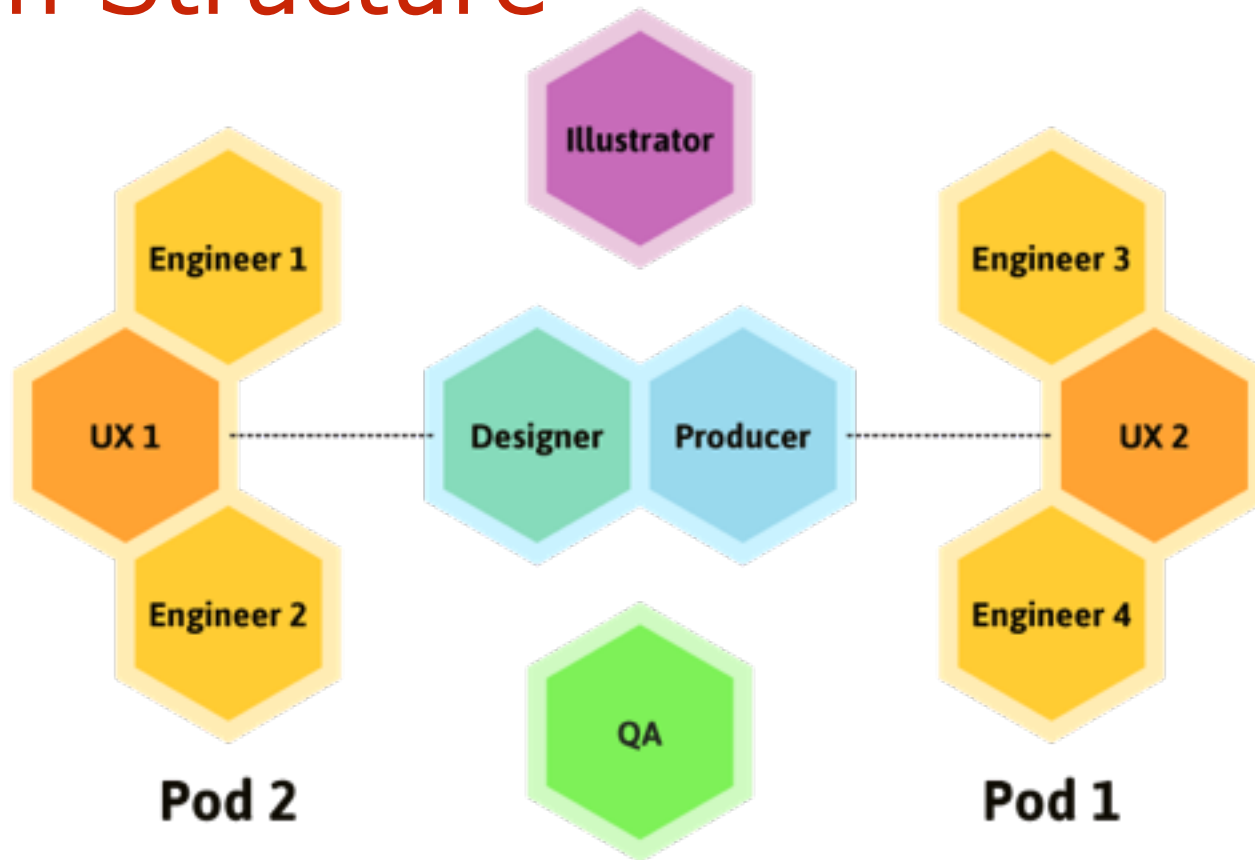 Structure
Illustrator
Engineer 1
Engineer 3
UX 1
Designer
Producer
UX 2
Engineer 2
Engineer 4
QA
Pod 2
Pod 1